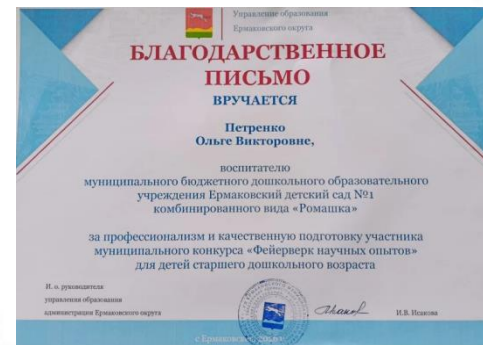 Управление образования
Ермаковского округа
БЛАГОДАРСТВЕННОЕ
ПИСЬМО
ВРУЧАЕТСЯ
Петренко
Ольге Викторовне,
воспитателю
муниципального бюджетного дошкольного образовательного
учреждения Ермаковский детский сад №1
комбинированного вида «Ромашка»
за профессионализм и качественную подготовку участника
муниципального конкурса «Фейерверк научных опытов»
для детей старшего дошкольного возраста
И. о. руководителя
управления образования
администрации Ермаковского округа
И.В. Исакова